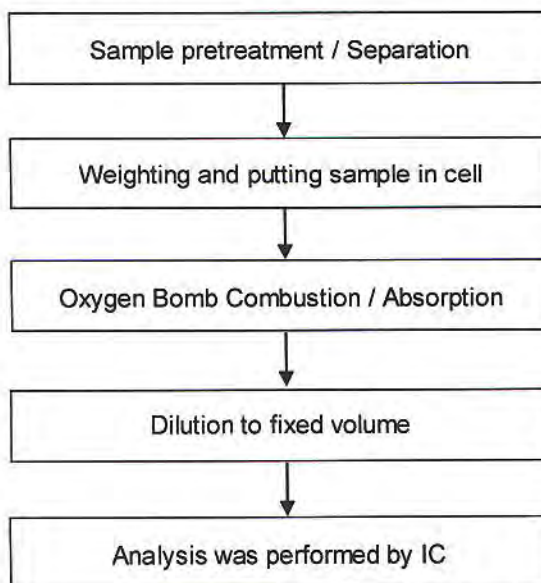 Sample pretreatment / Separation
Weighting and putting sample in cell
Oxygen Bomb Combustion / Absorption
Dilution to fixed volume
Analysis was performed by IC